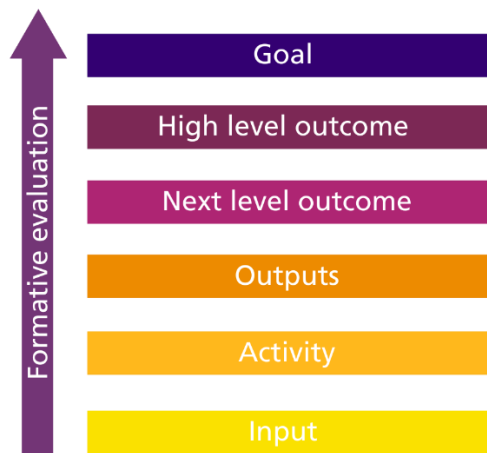 Goal
High level outcome
Next level outcome
Outputs
Activity
Input
Formative evaluation